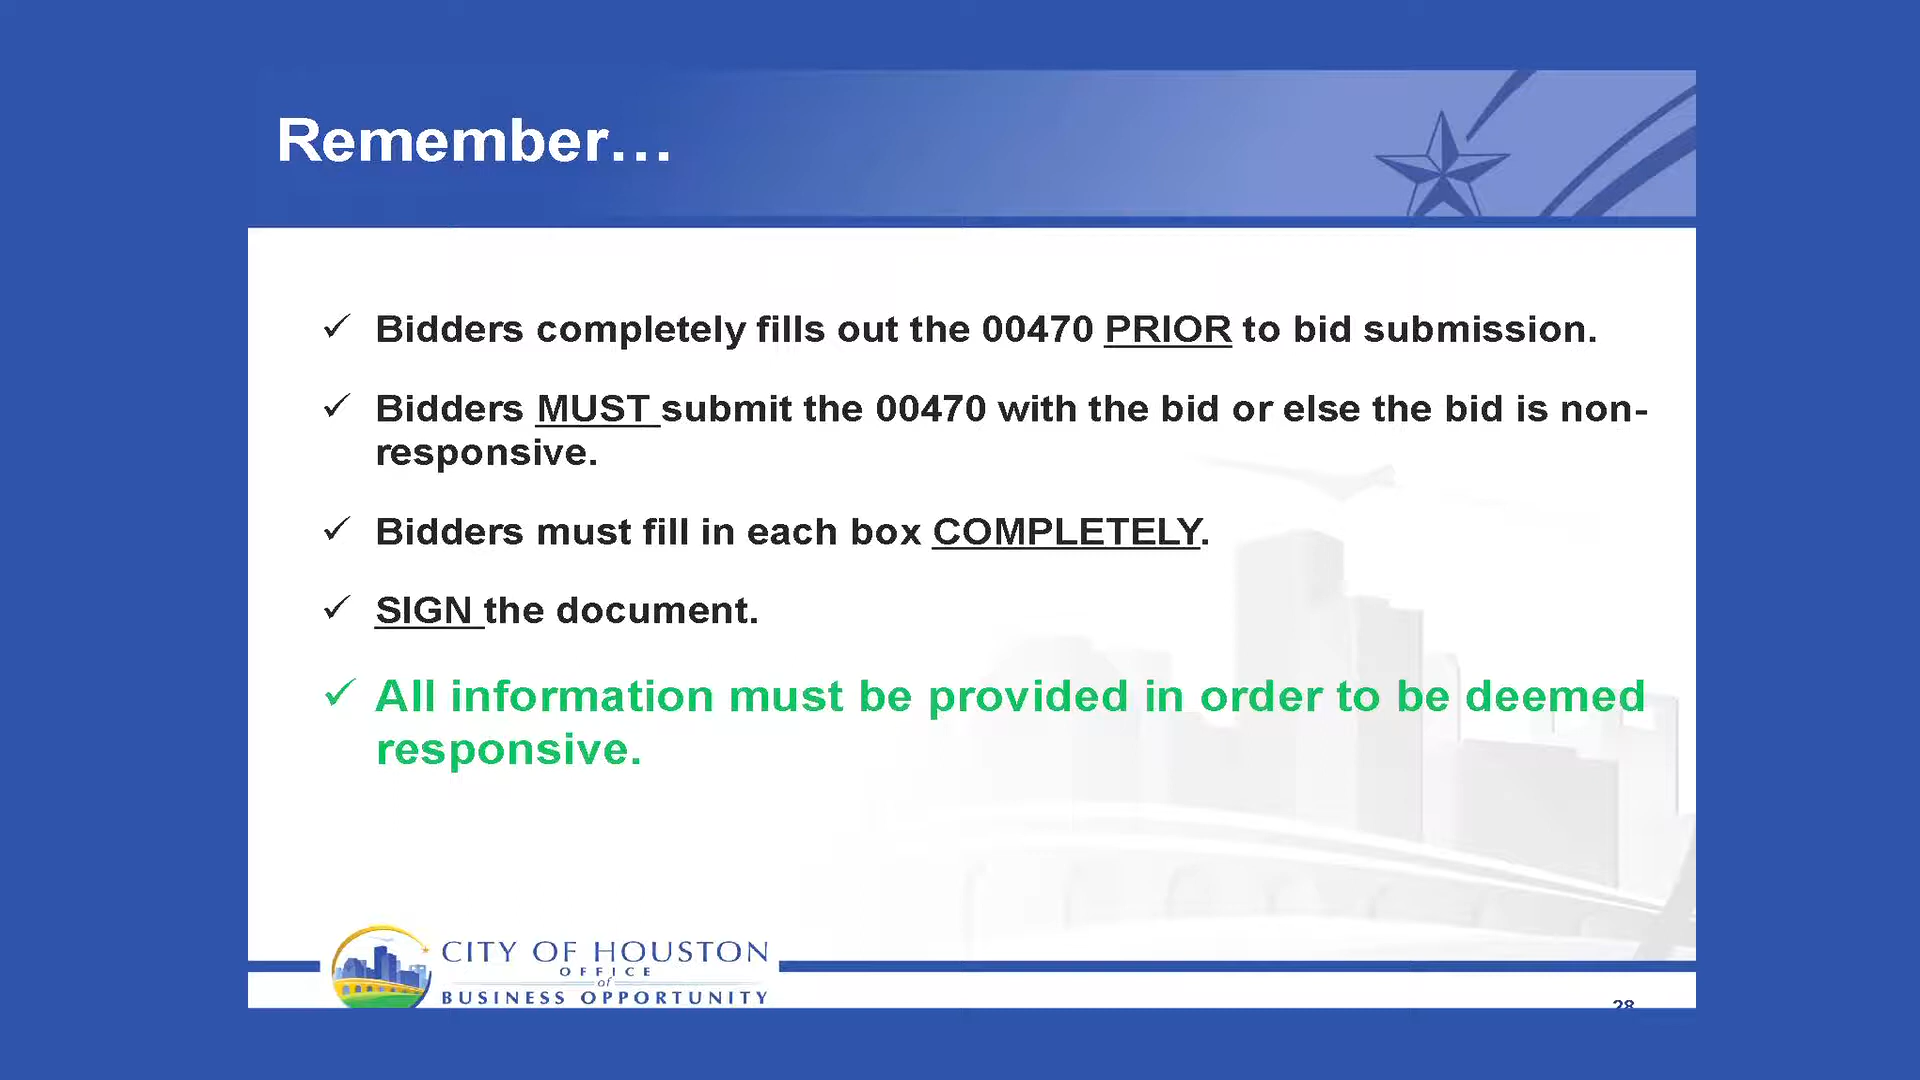 Remember…
✓ Bidders completely fills out the 00470 PRIOR to bid submission.
✓ Bidders MUST submit the 00470 with the bid or else the bid is non-
responsive.
✓ Bidders must fill in each box COMPLETELY.
✓ SIGN the document.
✓ All information must be provided in order to be deemed
responsive.
CITY OF HOUSTON
OFFICE
of
BUSINESS OPPORTUNITY
28